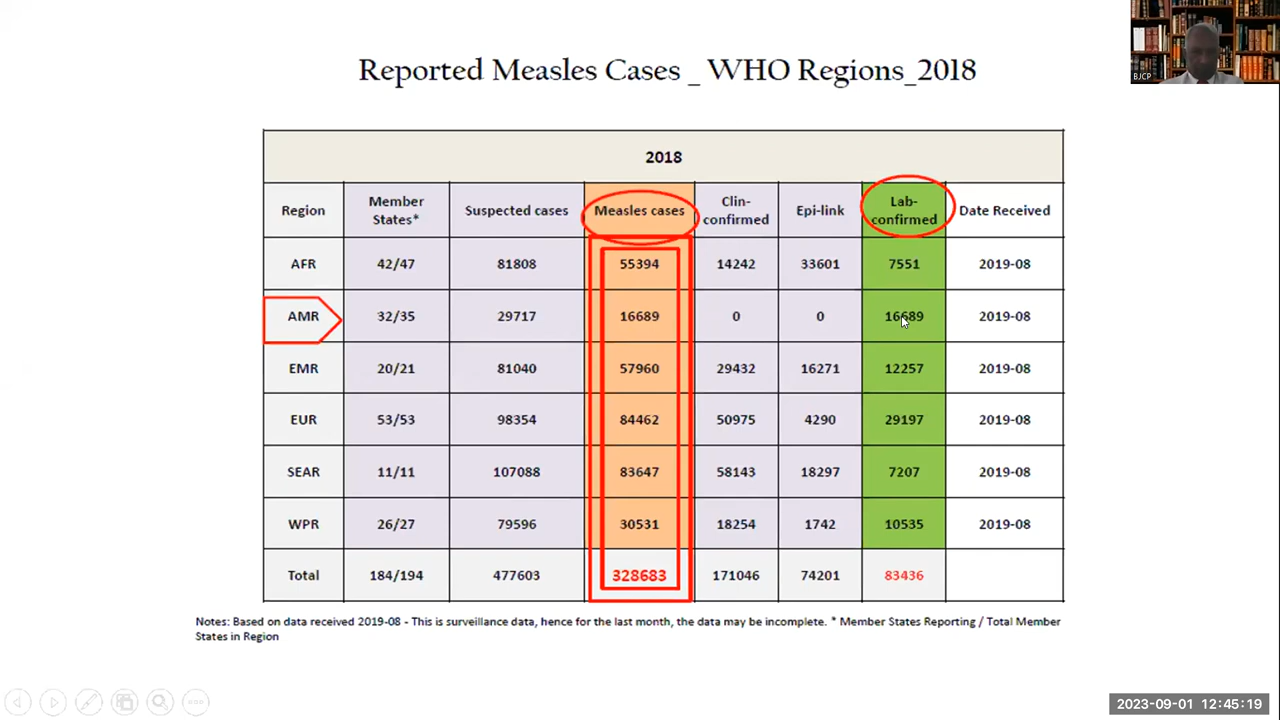 BJCP
Reported Measles Cases _ WHO Regions_2018
2018
Region Member States* Suspected cases Measles cases Clin-confirmed Epi-link Lab-confirmed Date Received
AFR 42/47 81808 55394 14242 33601 7551 2019-08
AMR 32/35 29717 16689 0 0 16689 2019-08
EMR 20/21 81040 57960 29432 16271 12257 2019-08
EUR 53/53 98354 84462 50975 4290 29197 2019-08
SEAR 11/11 107088 83647 58143 18297 7207 2019-08
WPR 26/27 79596 30531 18254 1742 10535 2019-08
Total 184/194 477603 328683 171046 74201 83436
Notes: Based on data received 2019-08 - This is surveillance data, hence for the last month, the data may be incomplete. * Member States Reporting / Total Member
States in Region
2023-09-01 12:45:19